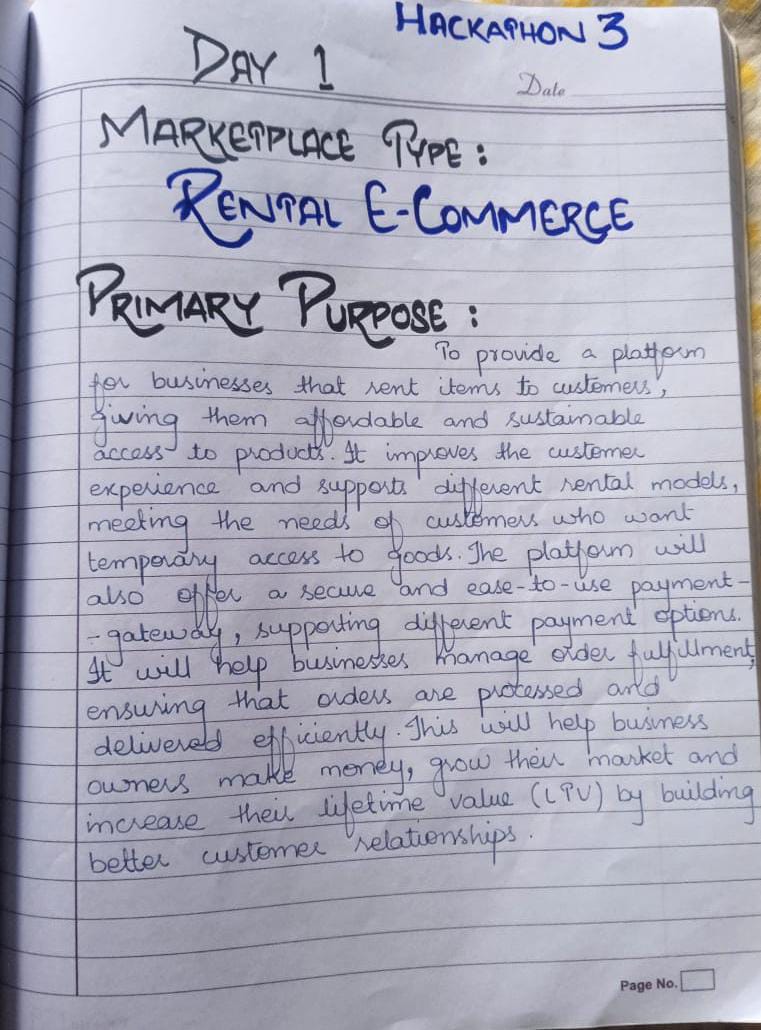 HACKATHON 3
DAY 1
Date
MARKETPLACE TYPE:
RENTAL E-COMMERCE
PRIMARY PURPOSE:
To provide a platform
for businesses that rent items to customers,
giving them affordable and sustainable
access to products. It improves the customer
experience and supports different rental models,
meeting the needs of customers who want
temporary access to goods. The platform will
also offer a secure and ease-to-use payment-
-gateway, supporting different payment options.
It will help businesses manage order fulfillment,
ensuring that orders are processed and
delivered efficiently. This will help business
owners make money, grow their market and
increase their lifetime value (LTV) by building
better customer relationships.
Page No.